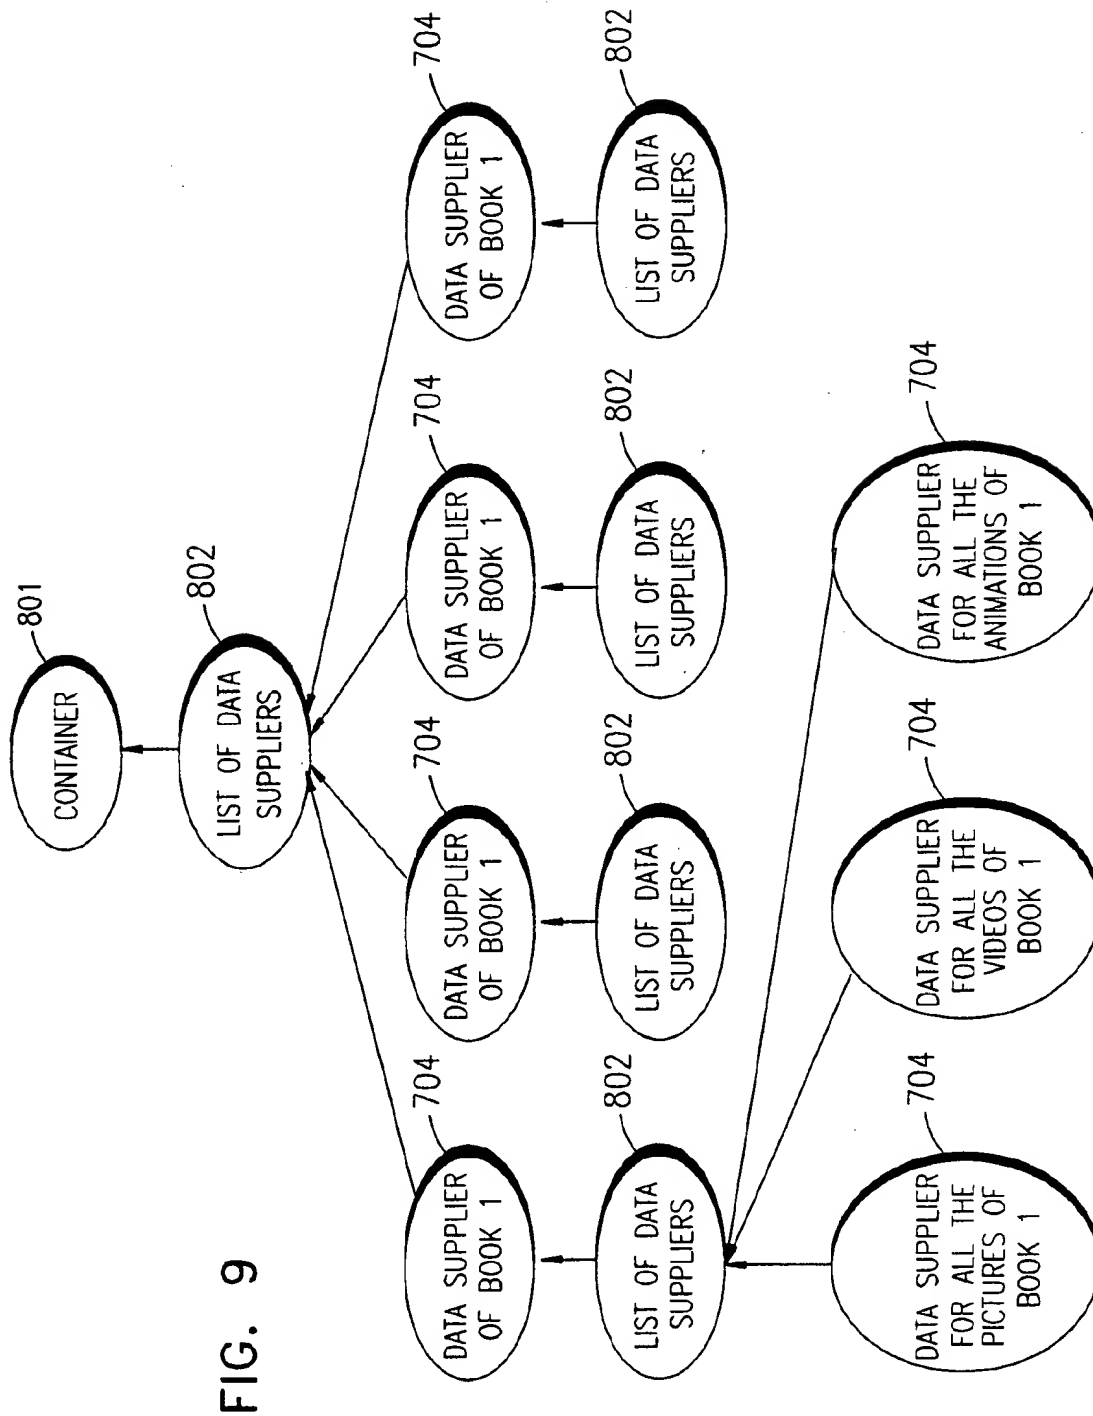 FIG. 9
801
CONTAINER
802
LIST OF DATA
SUPPLIERS
704
DATA SUPPLIER
OF BOOK 1
704
DATA SUPPLIER
OF BOOK 1
704
DATA SUPPLIER
OF BOOK 1
704
DATA SUPPLIER
OF BOOK 1
802
LIST OF DATA
SUPPLIERS
802
LIST OF DATA
SUPPLIERS
802
LIST OF DATA
SUPPLIERS
802
LIST OF DATA
SUPPLIERS
704
DATA SUPPLIER
FOR ALL THE
PICTURES OF
BOOK 1
704
DATA SUPPLIER
FOR ALL THE
VIDEOS OF
BOOK 1
704
DATA SUPPLIER
FOR ALL THE
ANIMATIONS OF
BOOK 1